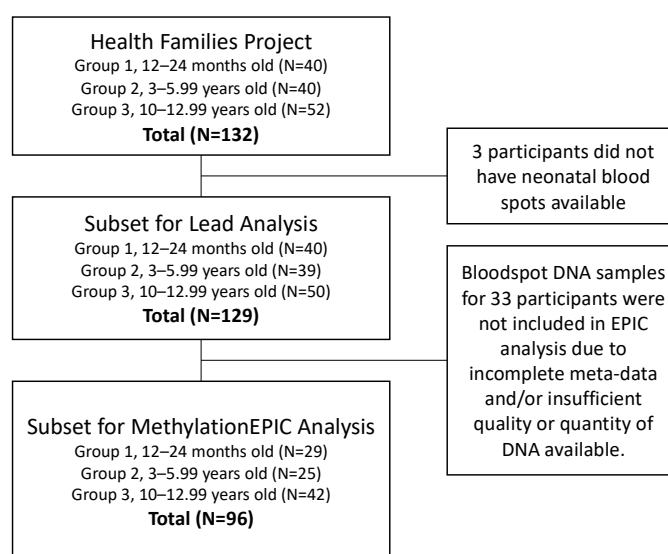 Health Families Project
Group 1, 12–24 months old (N=40)
Group 2, 3–5.99 years old (N=40)
Group 3, 10–12.99 years old (N=52)
Total (N=132)
3 participants did not
have neonatal blood
spots available
Subset for Lead Analysis
Group 1, 12–24 months old (N=40)
Group 2, 3–5.99 years old (N=39)
Group 3, 10–12.99 years old (N=50)
Total (N=129)
Bloodspot DNA samples
for 33 participants were
not included in EPIC
analysis due to
incomplete meta-data
and/or insufficient
quality or quantity of
DNA available.
Subset for MethylationEPIC Analysis
Group 1, 12–24 months old (N=29)
Group 2, 3–5.99 years old (N=25)
Group 3, 10–12.99 years old (N=42)
Total (N=96)